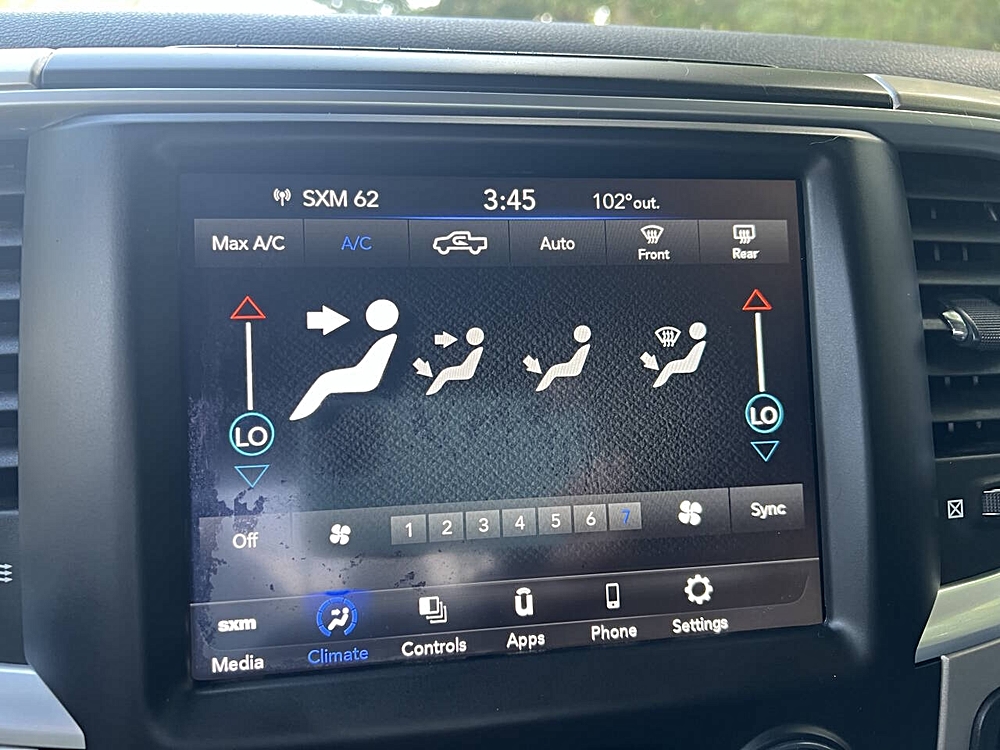 SXM 62 3:45 102°out.
Max A/C A/C Auto Front Rear
LO LO
Off 1 2 3 4 5 6 7 Sync
sxm
Media Climate Controls Apps Phone Settings